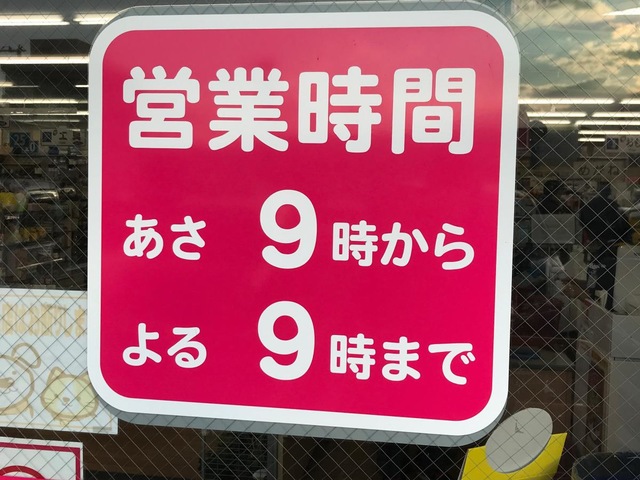 営業時間
あさ 9時から
よる 9時まで